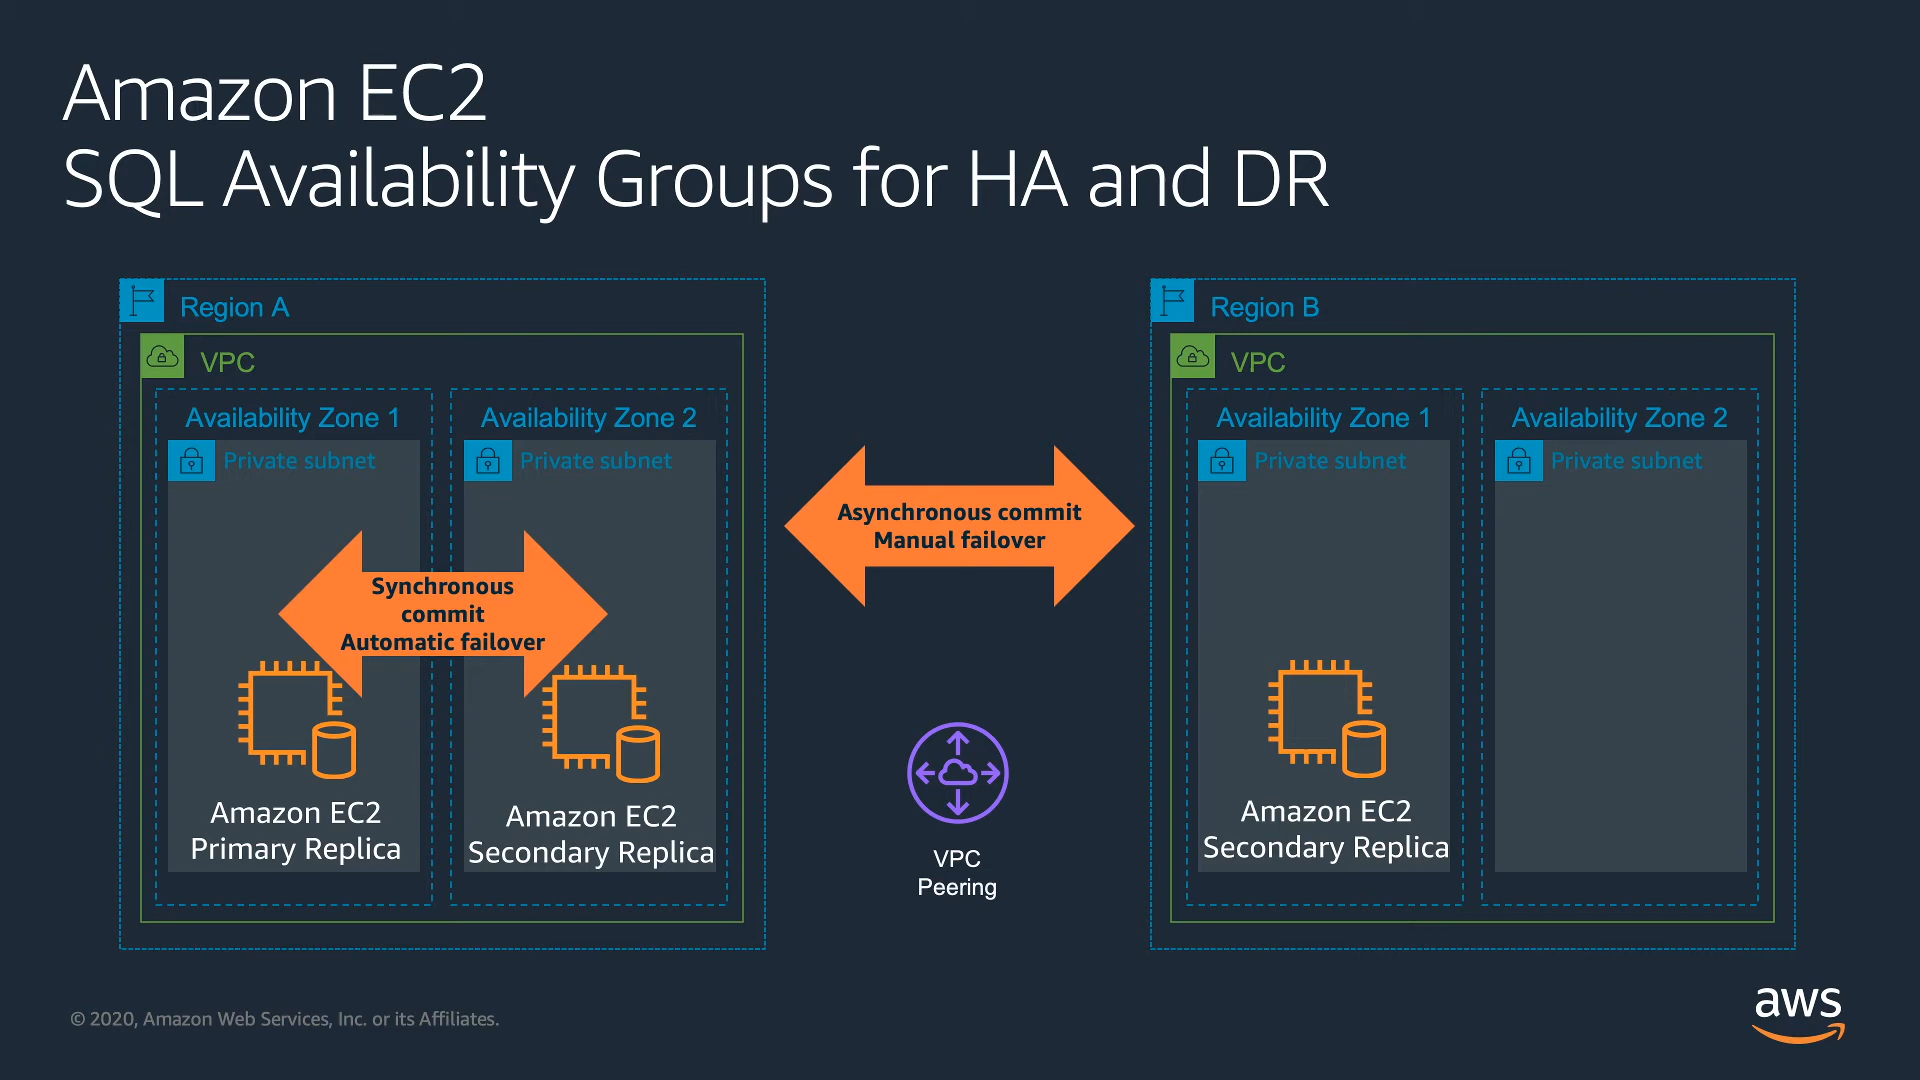 Amazon EC2
SQL Availability Groups for HA and DR
Region A
VPC
Availability Zone 1
Private subnet
Availability Zone 2
Private subnet
Synchronous
commit
Automatic failover
Amazon EC2
Primary Replica
Amazon EC2
Secondary Replica
Asynchronous commit
Manual failover
VPC
Peering
Region B
VPC
Availability Zone 1
Private subnet
Availability Zone 2
Private subnet
Amazon EC2
Secondary Replica
© 2020, Amazon Web Services, Inc. or its Affiliates.
aws